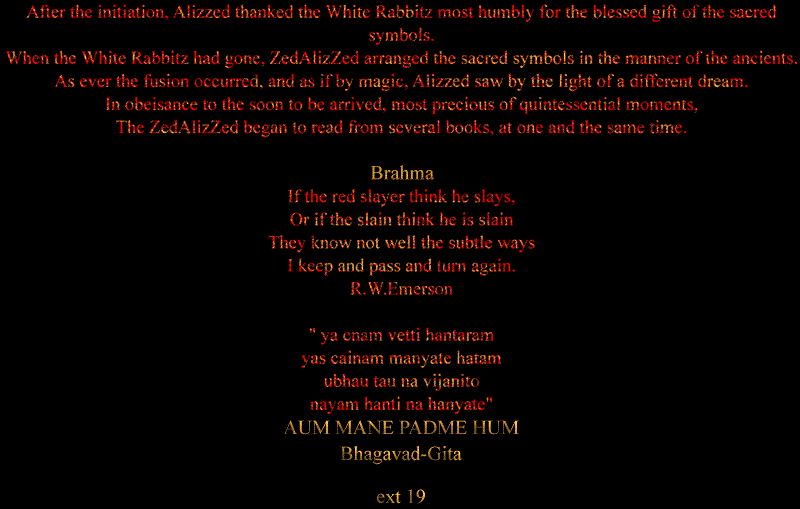 After the initiation, Alizzed thanked the White Rabbitz most humbly for the blessed gift of the sacred
symbols.
When the White Rabbitz had gone, ZedAlizZed arranged the sacred symbols in the manner of the ancients.
As ever the fusion occurred, and as if by magic, Alizzed saw by the light of a different dream.
In obeisance to the soon to be arrived, most precious of quintessential moments,
The ZedAlizZed began to read from several books, at one and the same time.
Brahma
If the red slayer think he slays,
Or if the slain think he is slain
They know not well the subtle ways
I keep and pass and turn again.
R.W.Emerson
" ya enam vetti hantaram
yas cainam manyate hatam
ubhau tau na vijanito
nayam hanti na hanyate"
AUM MANE PADME HUM
Bhagavad-Gita
ext 19